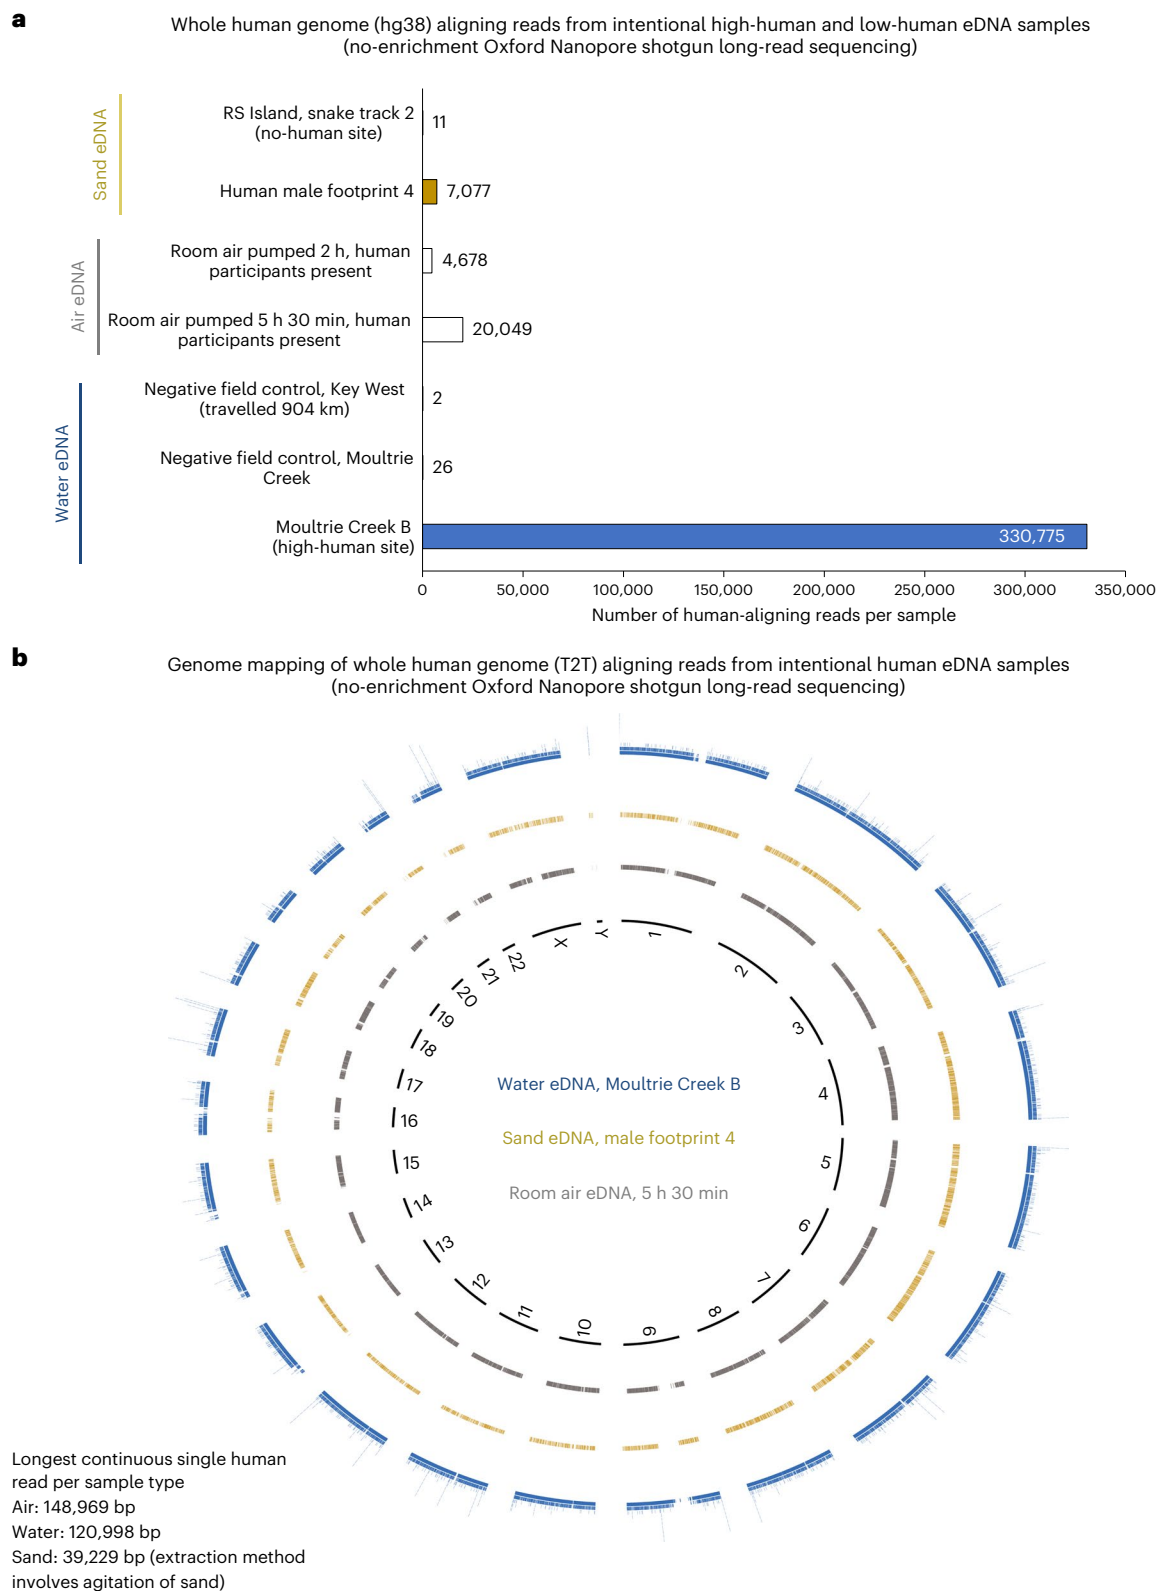 a
Whole human genome (hg38) aligning reads from intentional high-human and low-human eDNA samples
(no-enrichment Oxford Nanopore shotgun long-read sequencing)
Sand eDNA
RS Island, snake track 2
(no-human site)
11
Human male footprint 4
7,077
Air eDNA
Room air pumped 2 h, human
participants present
4,678
Room air pumped 5 h 30 min, human
participants present
20,049
Water eDNA
Negative field control, Key West
(travelled 904 km)
2
Negative field control, Moultrie
Creek
26
Moultrie Creek B
(high-human site)
330,775
0 50,000 100,000 150,000 200,000 250,000 300,000 350,000
Number of human-aligning reads per sample
b
Genome mapping of whole human genome (T2T) aligning reads from intentional human eDNA samples
(no-enrichment Oxford Nanopore shotgun long-read sequencing)
1
2
3
4
5
6
7
8
9
10
11
12
13
14
15
16
17
18
19
20
21
22
X
Y
Water eDNA, Moultrie Creek B
Sand eDNA, male footprint 4
Room air eDNA, 5 h 30 min
Longest continuous single human
read per sample type
Air: 148,969 bp
Water: 120,998 bp
Sand: 39,229 bp (extraction method
involves agitation of sand)